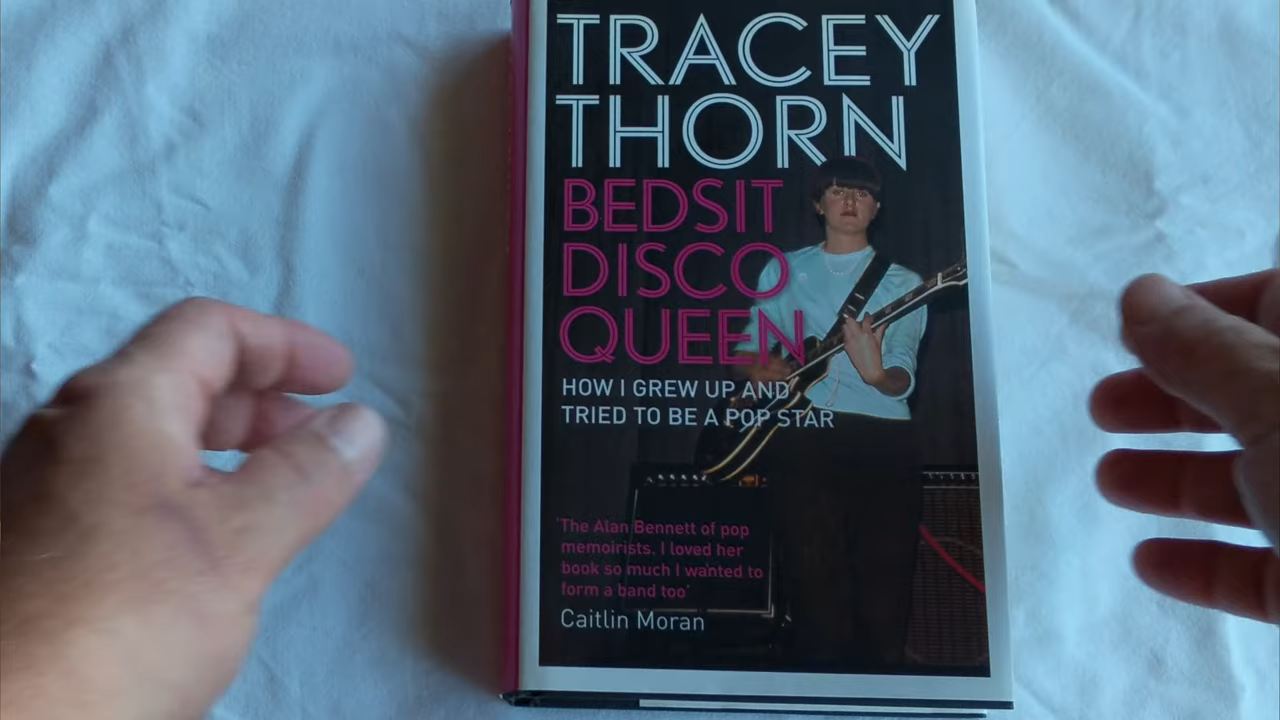 TRACEY
THORN
BEDSIT
DISCO
QUEEN
HOW I GREW UP AND
TRIED TO BE A POP STAR
'The Alan Bennett of pop
memoirists. I loved her
book so much I wanted to
form a band too'
Caitlin Moran